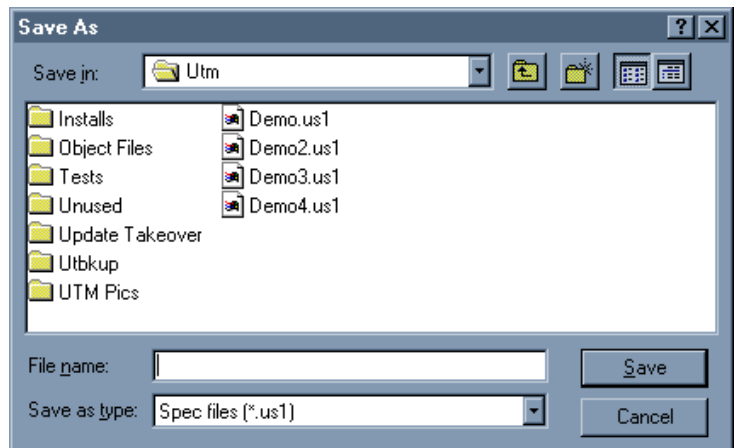 Save As
Save in: Utm
Installs
Object Files
Tests
Unused
Update Takeover
Utbkup
UTM Pics
Demo.us1
Demo2.us1
Demo3.us1
Demo4.us1
File name:
Save
Save as type: Spec files (*.us1)
Cancel